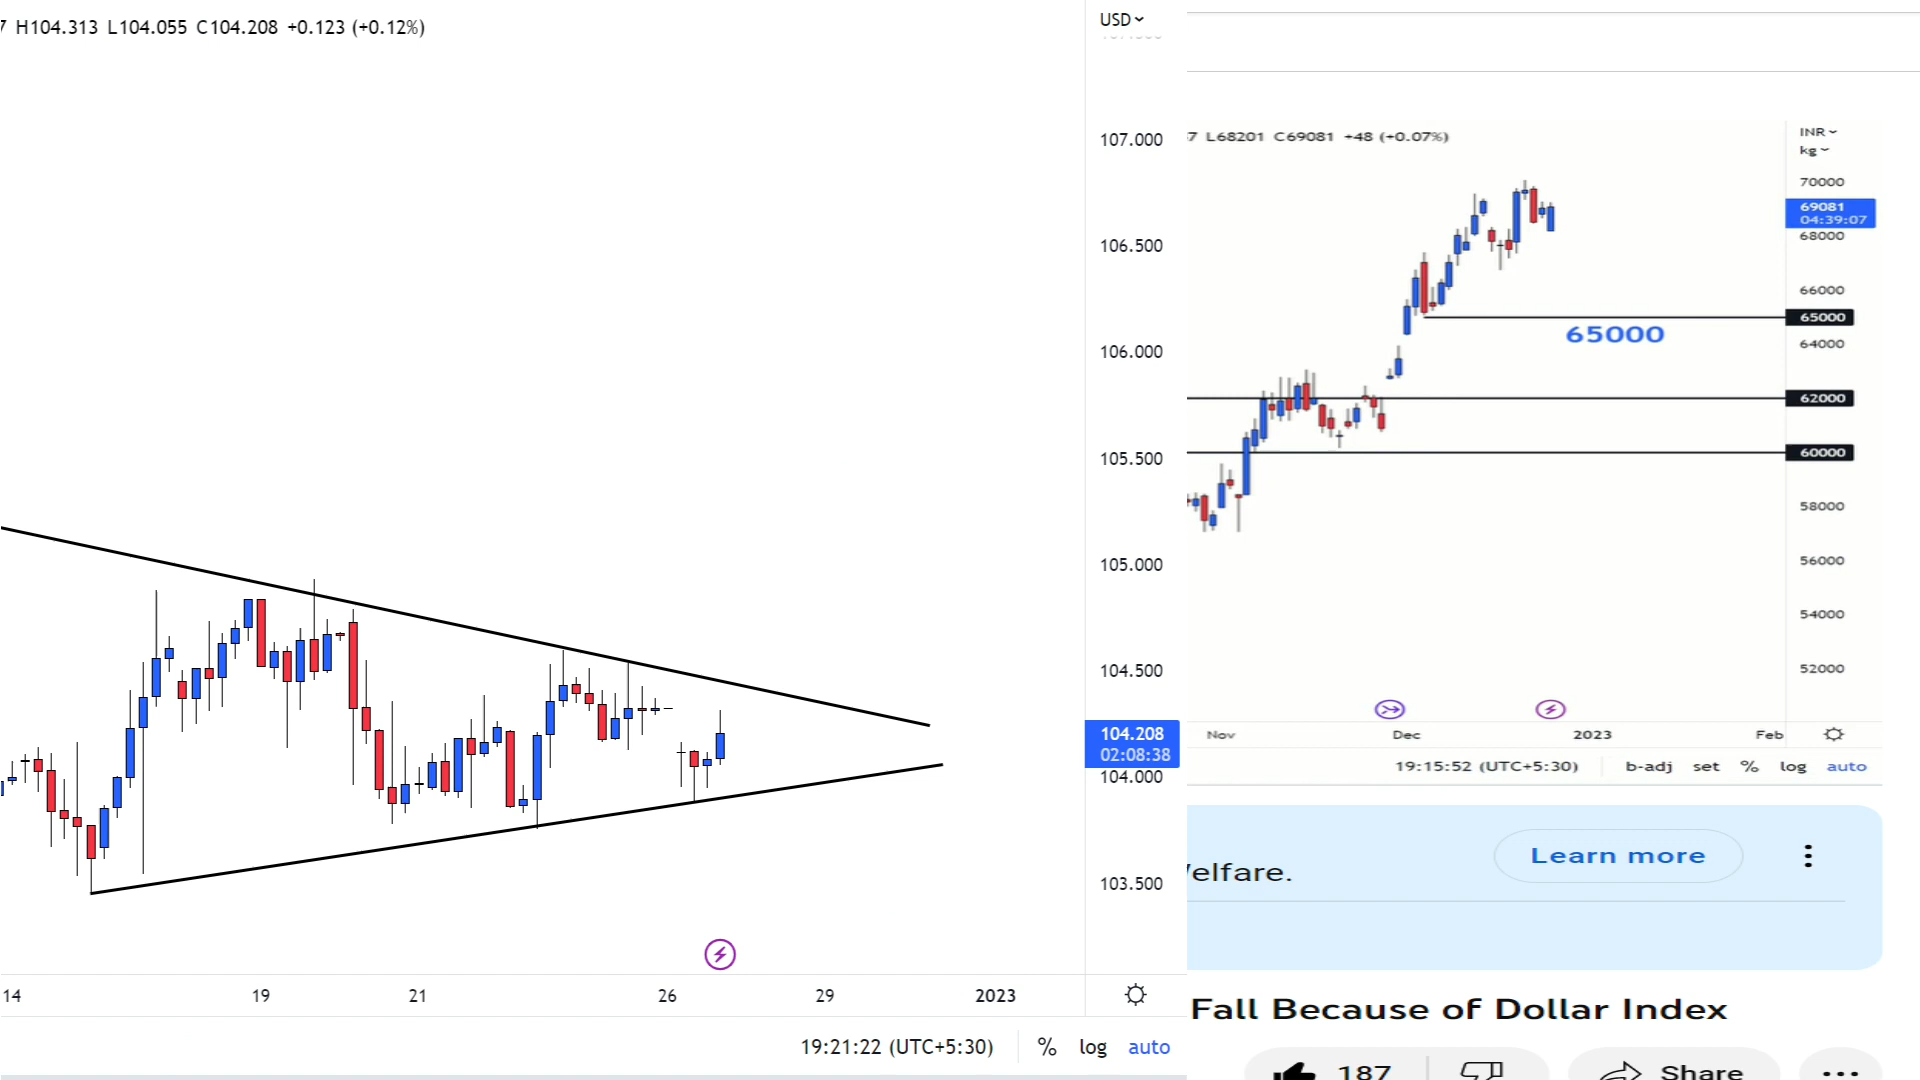 H104.313 L104.055 C104.208 +0.123 (+0.12%)
USD
107.000
106.500
106.000
105.500
105.000
104.500
104.208
02:08:38
104.000
103.500
14 19 21 26 29 2023
19:21:22 (UTC+5:30) % log auto
7 L68201 C69081 +48 (+0.07%)
INR
kg
70000
69081
04:39:07
68000
66000
65000
65000
64000
62000
60000
58000
56000
54000
52000
Nov Dec 2023 Feb
19:15:52 (UTC+5:30) b-adj set % log auto
elfare.
Learn more
Fall Because of Dollar Index
187 Share